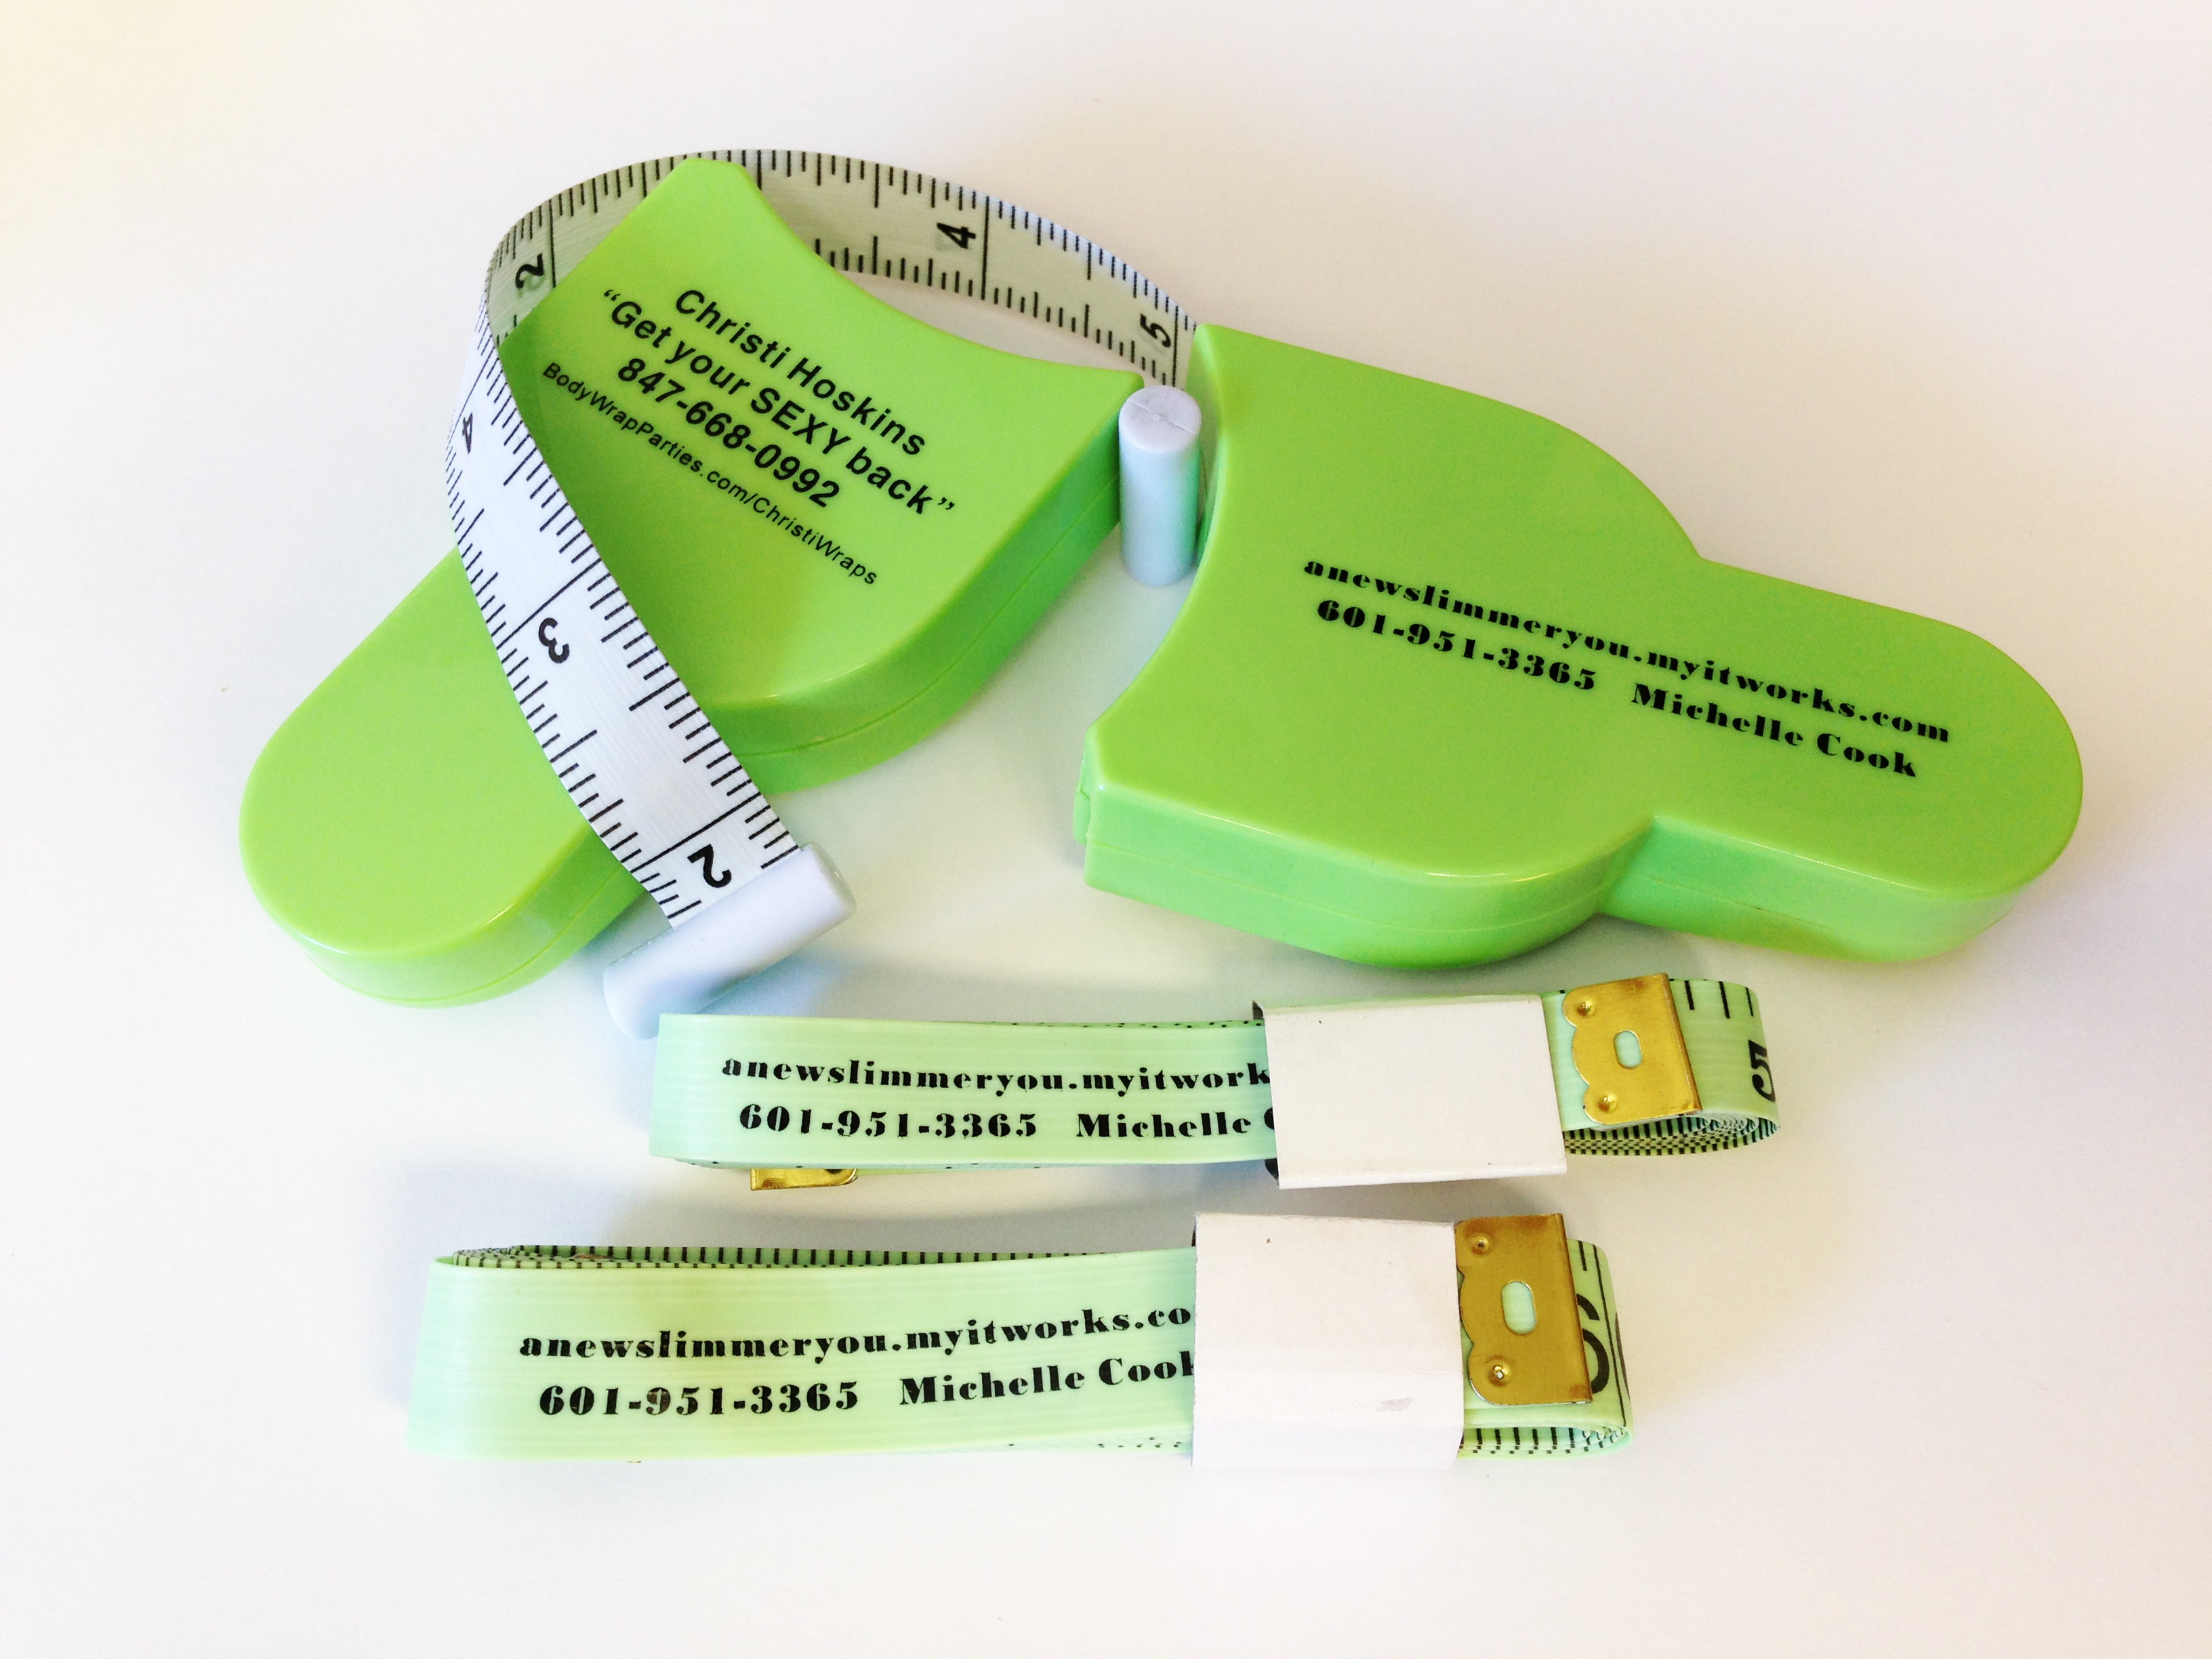 Christi Hoskins
“Get your SEXY back”
847-668-0992
BodyWrapParties.com/ChristiWraps
2
4
5
4
3
2
anewslimmeryou.myitworks.com
601-951-3365 Michelle Cook
anewslimmeryou.myitwork
601-951-3365 Michelle
5
anewslimmeryou.myitworks.co
601-951-3365 Michelle Cook